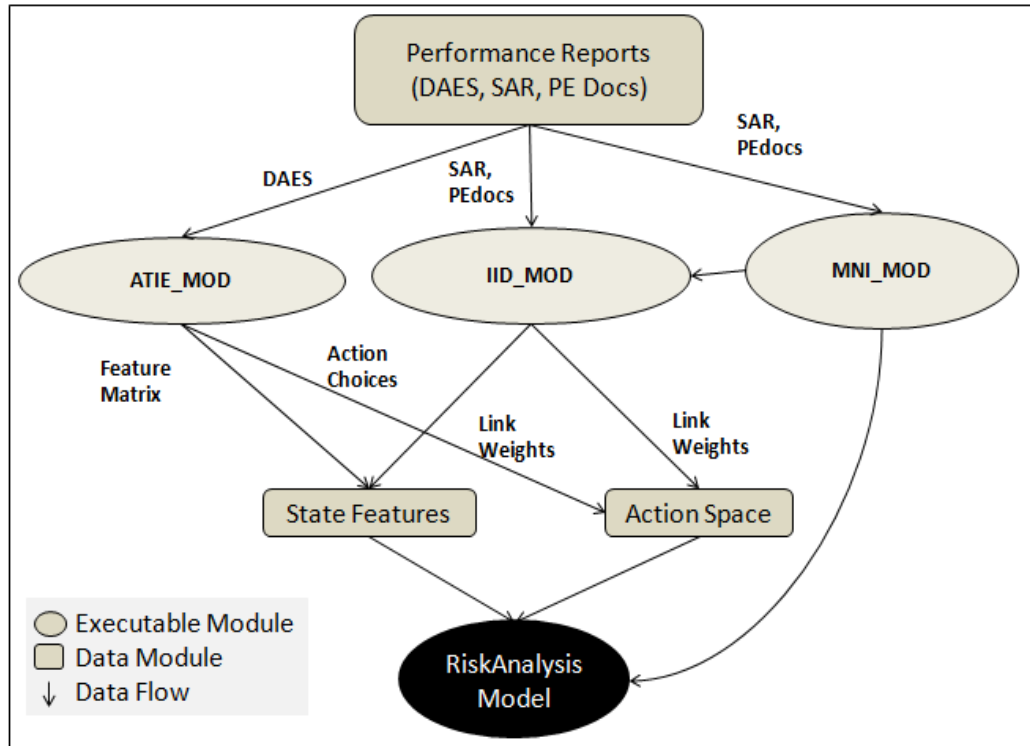 Performance Reports
(DAES, SAR, PE Docs)
DAES
SAR,
PEdocs
SAR,
PEdocs
ATIE_MOD
IID_MOD
MNI_MOD
Feature
Matrix
Action
Choices
Link
Weights
Link
Weights
State Features
Action Space
Executable Module
Data Module
Data Flow
RiskAnalysis
Model